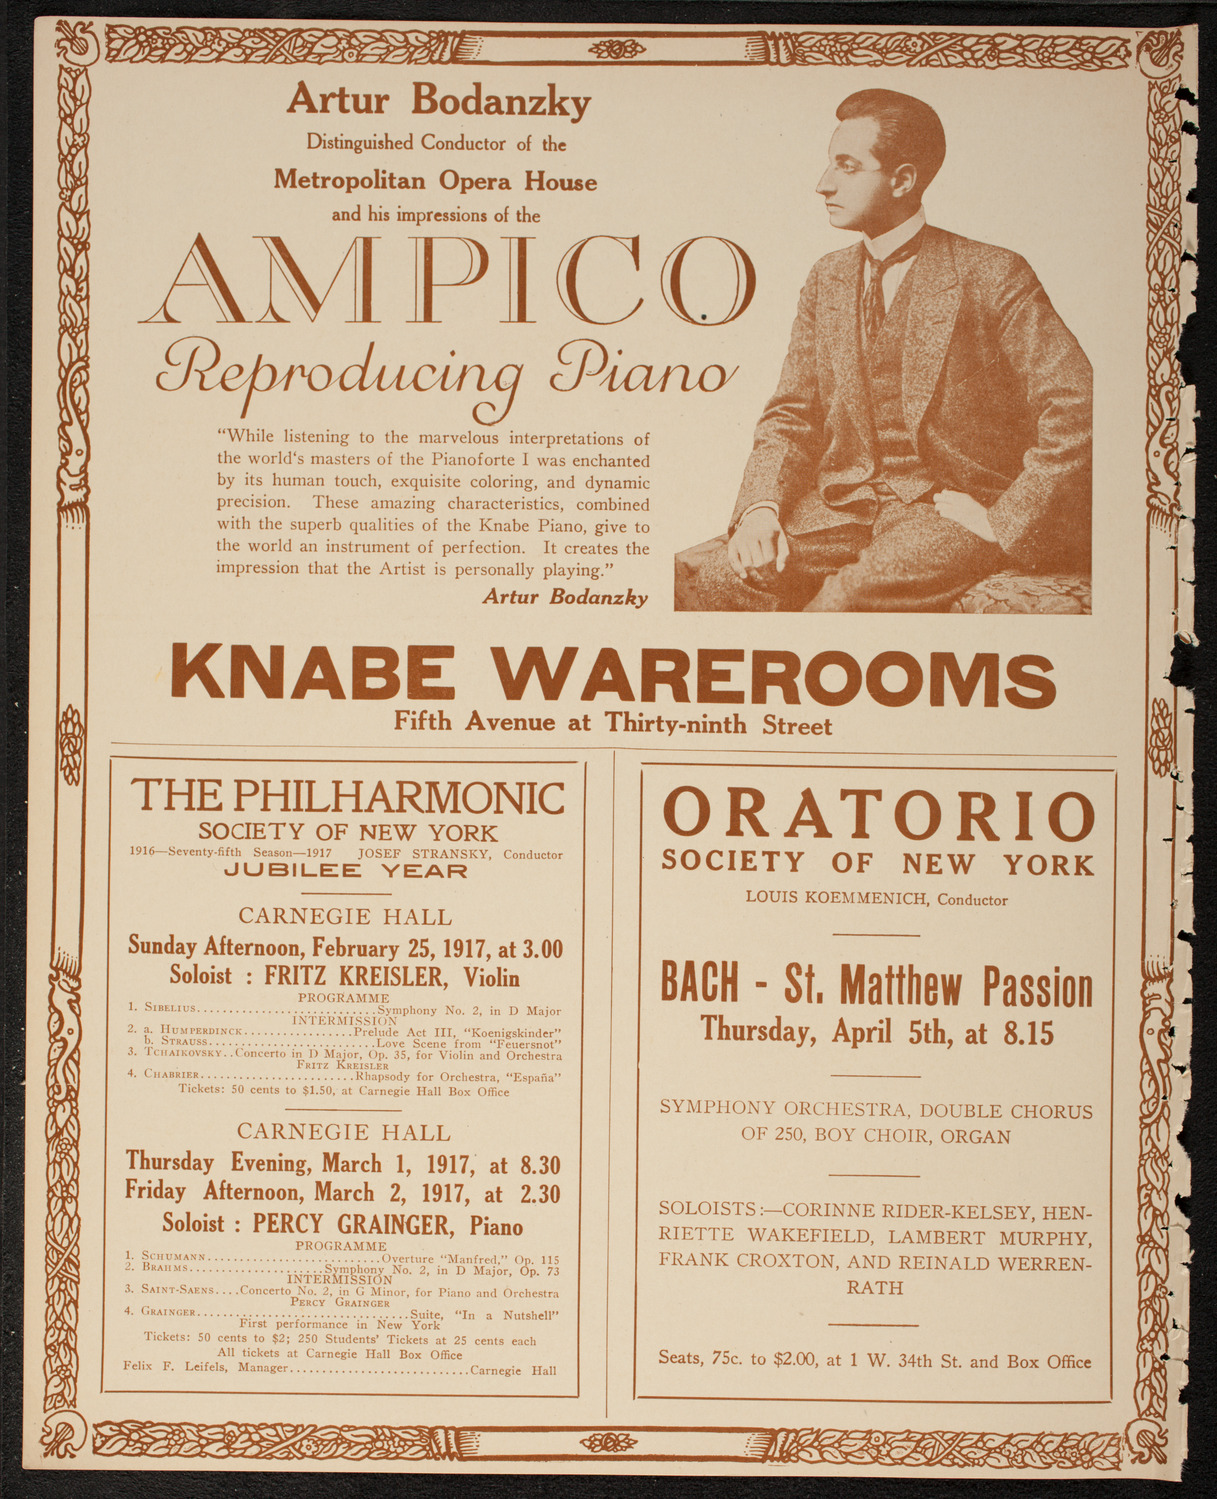 Artur Bodanzky
Distinguished Conductor of the
Metropolitan Opera House
and his impressions of the
AMPICO
Reproducing Piano
“While listening to the marvelous interpretations of
the world‘s masters of the Pianoforte I was enchanted
by its human touch, exquisite coloring, and dynamic
precision. These amazing characteristics, combined
with the superb qualities of the Knabe Piano, give to
the world an instrument of perfection. It creates the
impression that the Artist is personally playing.”
Artur Bodanzky
KNABE WAREROOMS
Fifth Avenue at Thirty-ninth Street
THE PHILHARMONIC
SOCIETY OF NEW YORK
1916—Seventy-fifth Season—1917 JOSEF STRANSKY, Conductor
JUBILEE YEAR
CARNEGIE HALL
Sunday Afternoon, February 25, 1917, at 3.00
Soloist : FRITZ KREISLER, Violin
PROGRAMME
1. SIBELIUS..........................Symphony No. 2, in D Major
INTERMISSION
2. a. HUMPERDINCK.................Prelude Act III, “Koenigskinder”
b. STRAUSS........................Love Scene from “Feuersnot”
3. TCHAIKOVSKY..Concerto in D Major, Op. 35, for Violin and Orchestra
FRITZ KREISLER
4. CHABRIER.......................Rhapsody for Orchestra, “España”
Tickets: 50 cents to $1.50, at Carnegie Hall Box Office
CARNEGIE HALL
Thursday Evening, March 1, 1917, at 8.30
Friday Afternoon, March 2, 1917, at 2.30
Soloist : PERCY GRAINGER, Piano
PROGRAMME
1. SCHUMANN..........................Overture “Manfred,” Op. 115
2. BRAHMS....................Symphony No. 2, in D Major, Op. 73
INTERMISSION
3. SAINT-SAENS....Concerto No. 2, in G Minor, for Piano and Orchestra
PERCY GRAINGER
4. GRAINGER..............................Suite, “In a Nutshell”
First performance in New York
Tickets: 50 cents to $2; 250 Students’ Tickets at 25 cents each
All tickets at Carnegie Hall Box Office
Felix F. Leifels, Manager...........................Carnegie Hall
ORATORIO
SOCIETY OF NEW YORK
LOUIS KOEMMENICH, Conductor
BACH - St. Matthew Passion
Thursday, April 5th, at 8.15
SYMPHONY ORCHESTRA, DOUBLE CHORUS
OF 250, BOY CHOIR, ORGAN
SOLOISTS:—CORINNE RIDER-KELSEY, HEN-
RIETTE WAKEFIELD, LAMBERT MURPHY,
FRANK CROXTON, AND REINALD WERREN-
RATH
Seats, 75c. to $2.00, at 1 W. 34th St. and Box Office